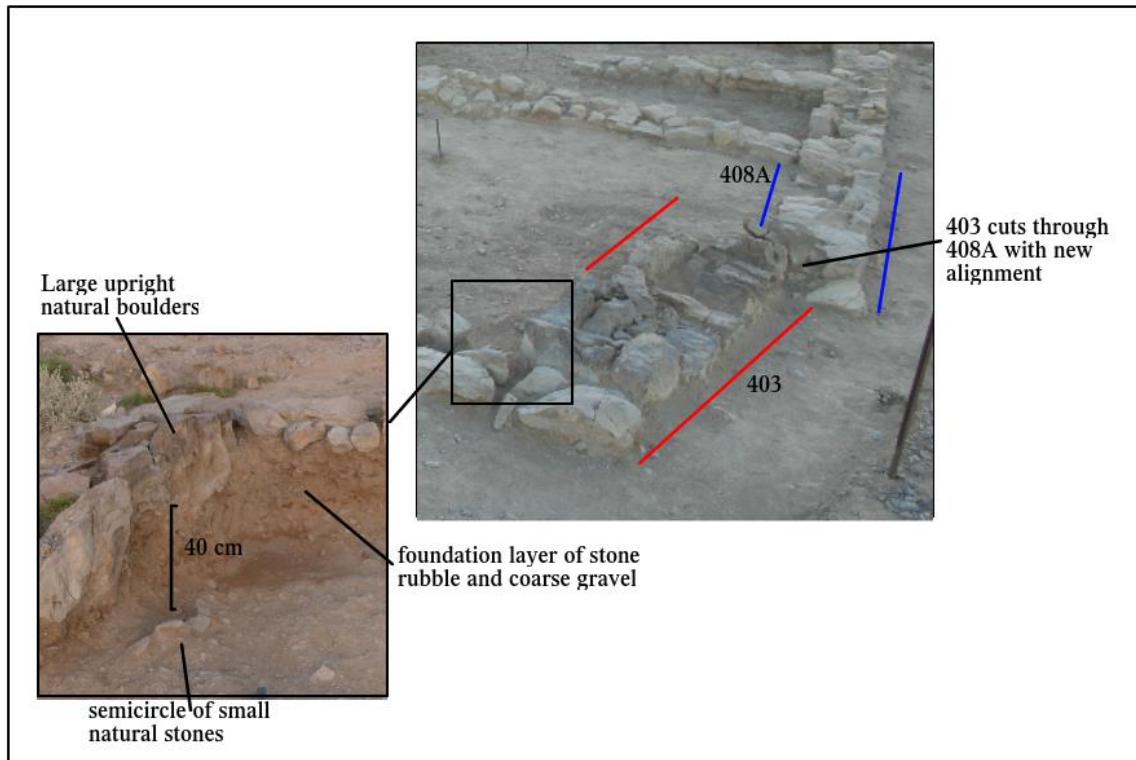 408A
403 cuts through
408A with new
alignment
403
Large upright
natural boulders
40 cm
foundation layer of stone
rubble and coarse gravel
semicircle of small
natural stones